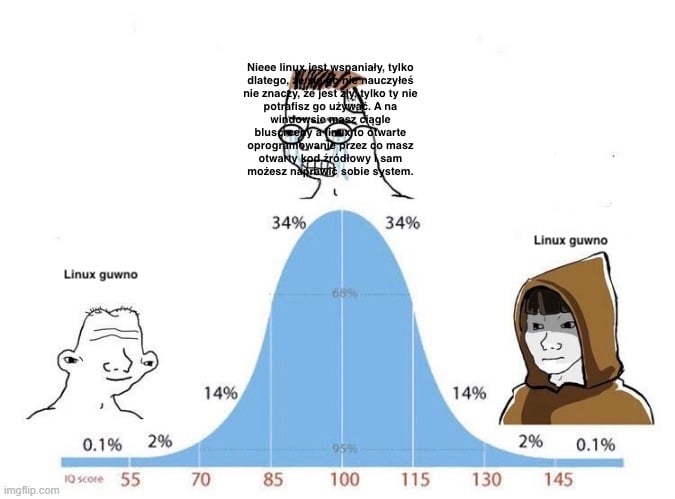 Nieee linux jest wspaniały, tylko
dlatego, że się go nie nauczyłeś
nie znaczy, że jest zły, tylko ty nie
potrafisz go używać. A na
windowsie masz ciągle
bluscreeny a linux to otwarte
oprogramowanie przez co masz
otwarty kod źródłowy i sam
możesz naprawić sobie system.
34% 34%
Linux guwno
Linux guwno
68%
14% 14%
0.1% 2% 95% 2% 0.1%
IQ score 55 70 85 100 115 130 145
imgflip.com